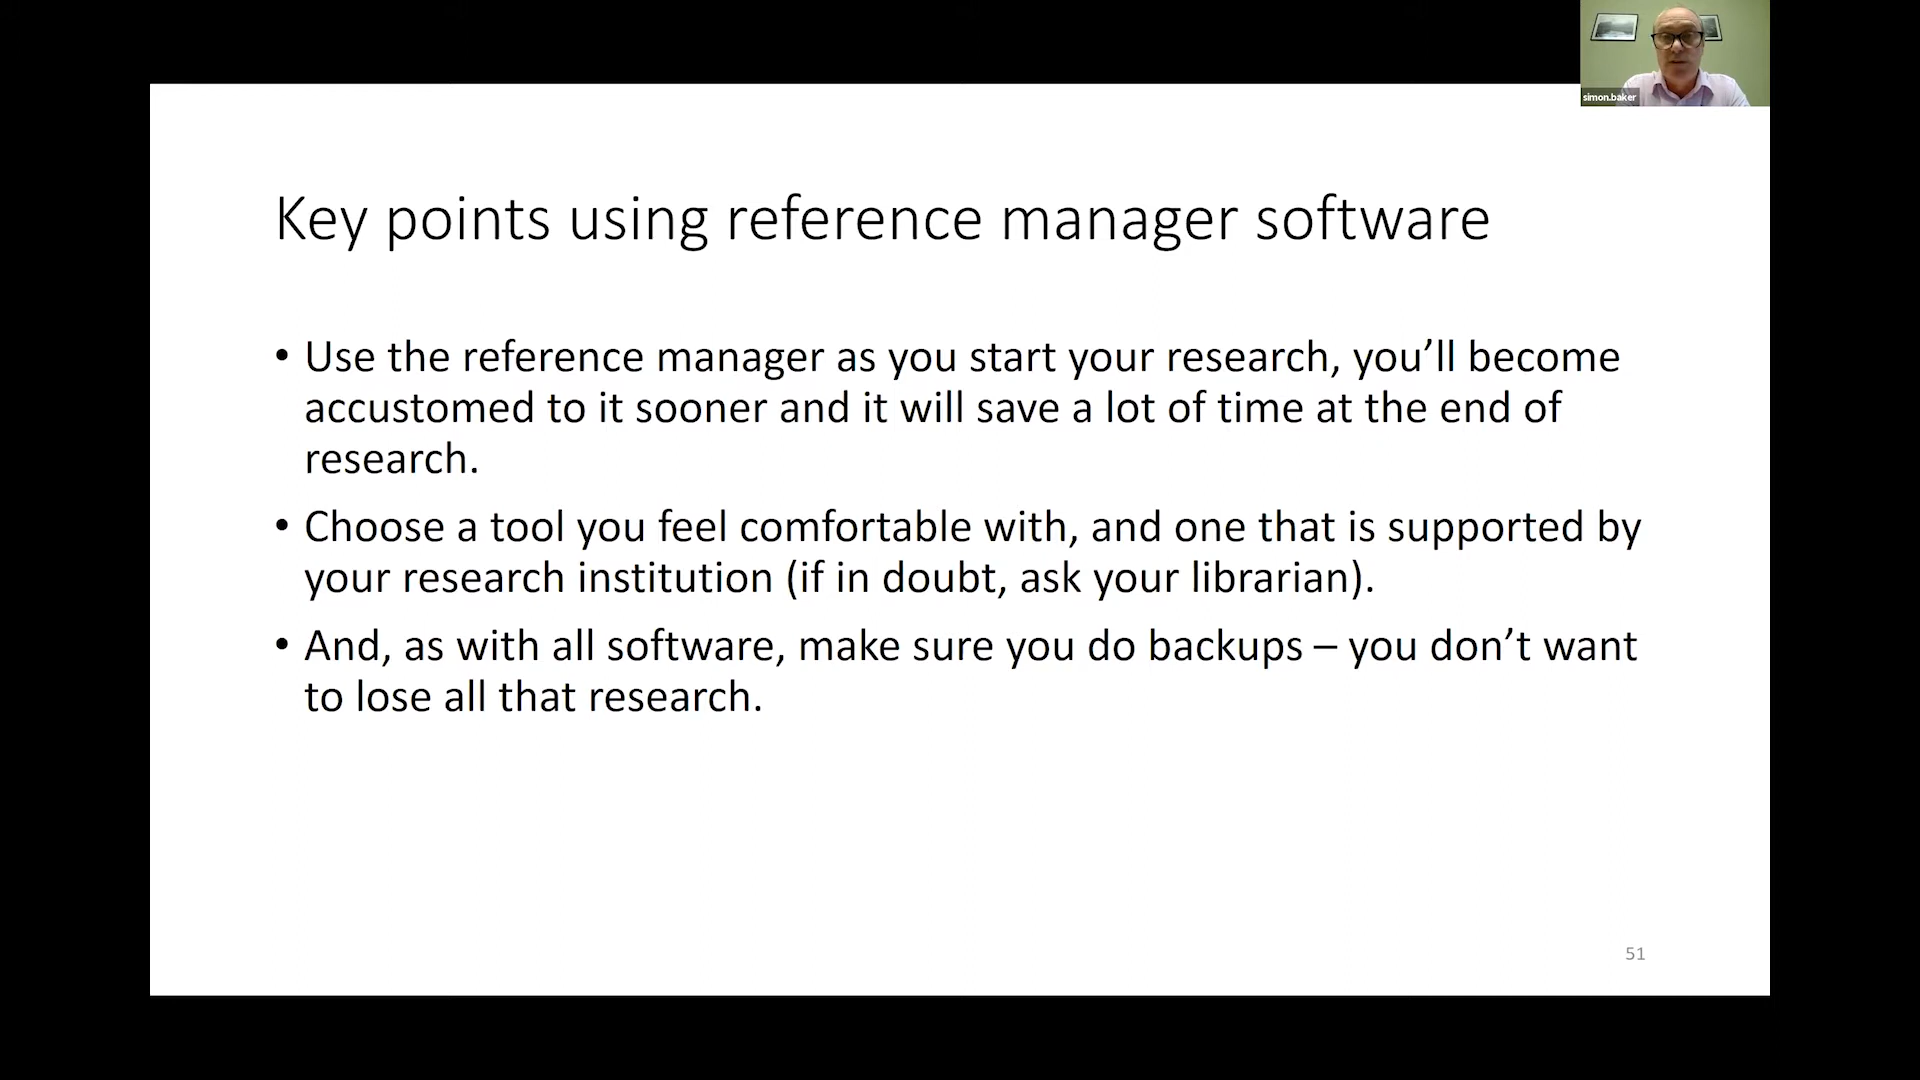 simon.baker
Key points using reference manager software
• Use the reference manager as you start your research, you’ll become
accustomed to it sooner and it will save a lot of time at the end of
research.
• Choose a tool you feel comfortable with, and one that is supported by
your research institution (if in doubt, ask your librarian).
• And, as with all software, make sure you do backups – you don’t want
to lose all that research.
51